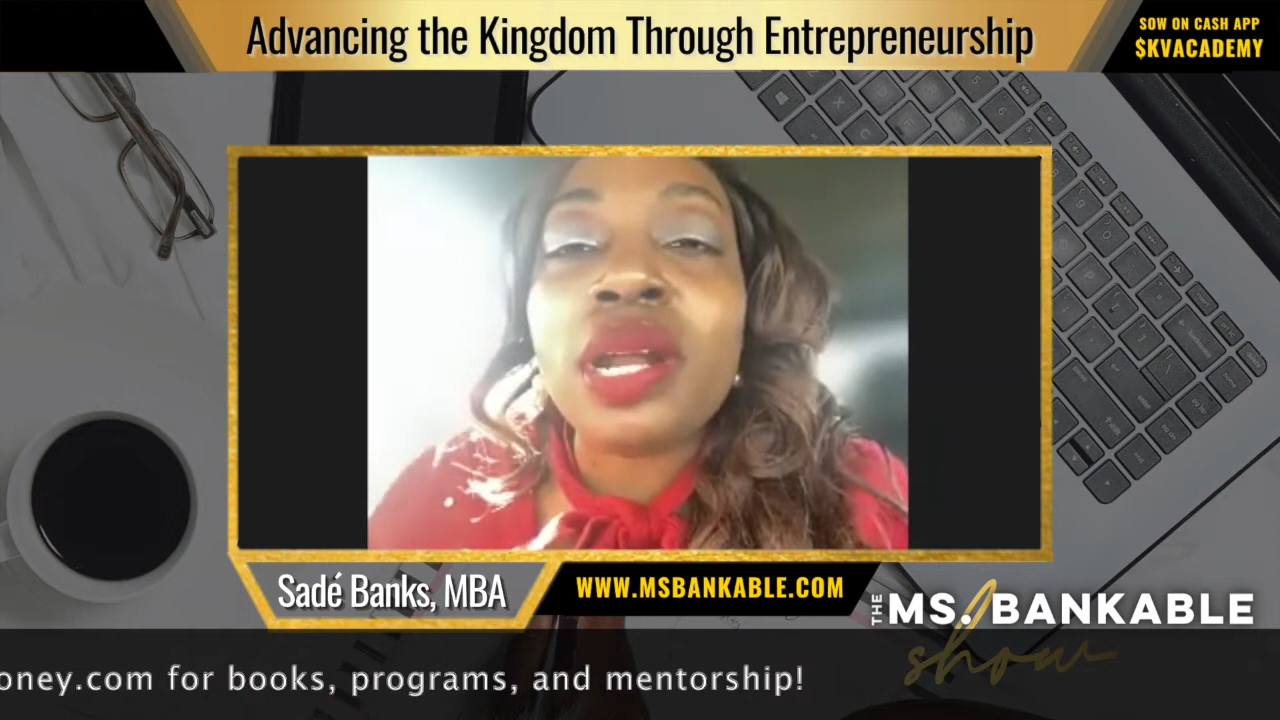 Advancing the Kingdom Through Entrepreneurship
SOW ON CASH APP
$KVACADEMY
Sadé Banks, MBA
WWW.MSBANKABLE.COM
THE MS. BANKABLE
show
oney.com for books, programs, and mentorship!